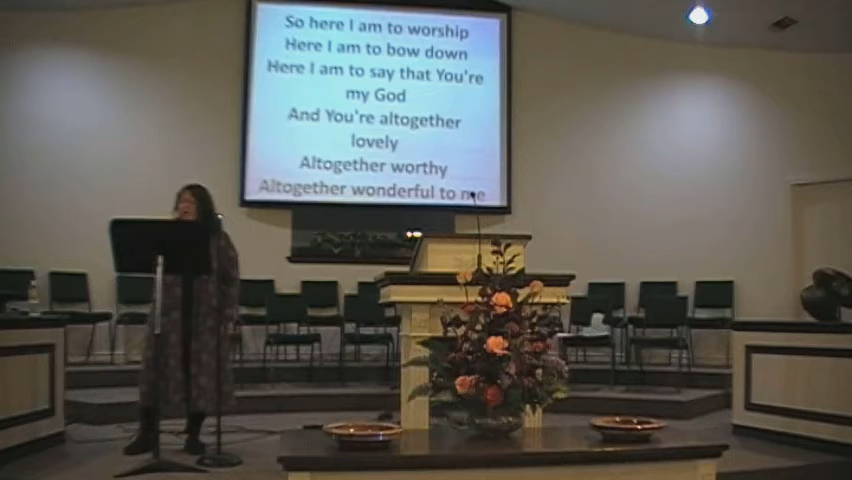 So here I am to worship
Here I am to bow down
Here I am to say that You're
my God
And You're altogether
lovely
Altogether worthy
Altogether wonderful to me